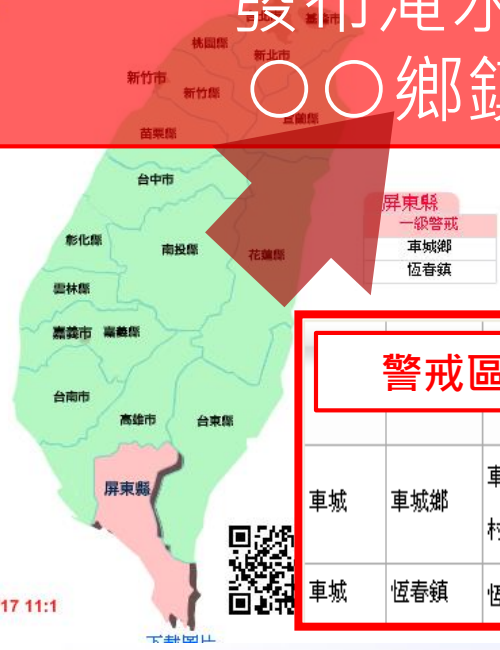 發布淹水
○○鄉鎮
基隆市
桃園縣
新北市
新竹市
新竹縣
宜蘭縣
苗栗縣
台中市
彰化縣
南投縣
花蓮縣
雲林縣
嘉義市 嘉義縣
台南市
高雄市
台東縣
屏東縣
屏東縣
一級警戒
車城鄉
恆春鎮
警戒區
車城 車城鄉
車城 恆春鎮
17 11:1
下載圖片